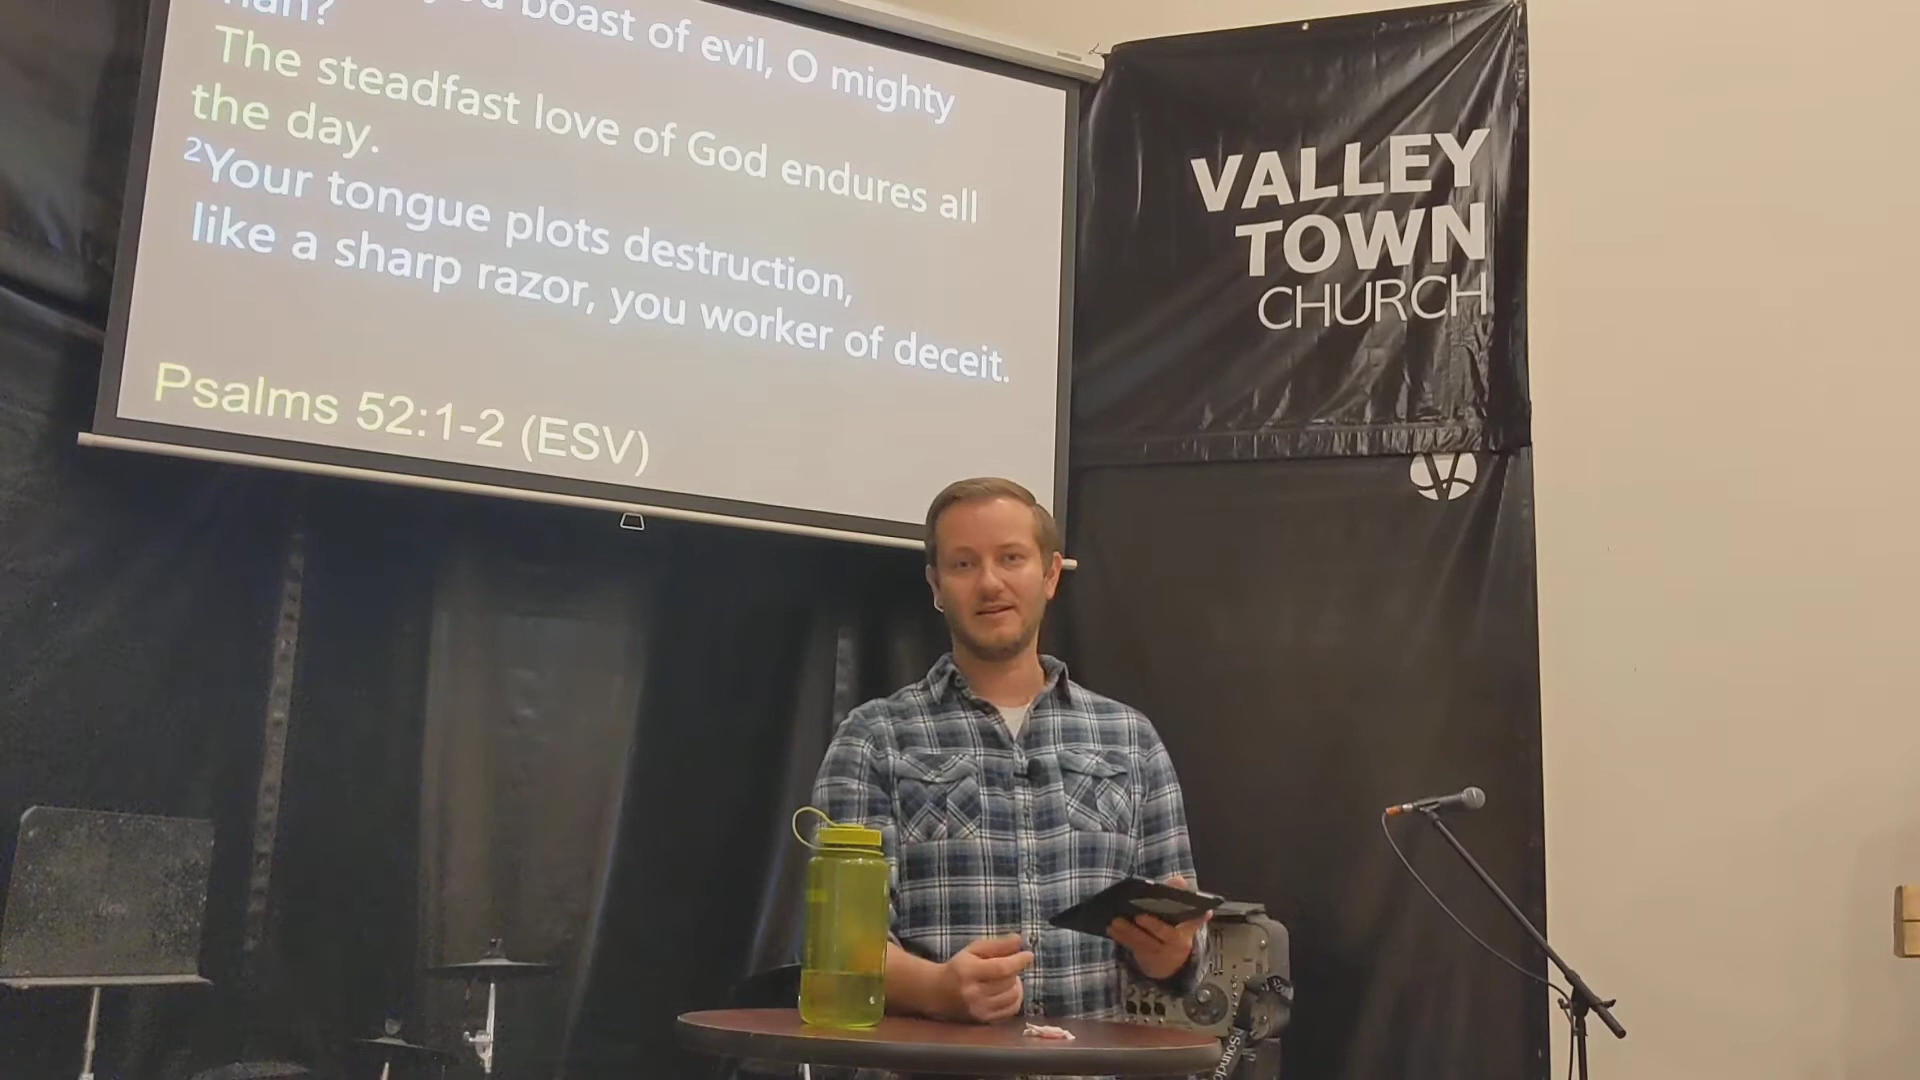 boast of evil, O mighty
The steadfast love of God endures all
the day.
2Your tongue plots destruction,
like a sharp razor, you worker of deceit.
Psalms 52:1-2 (ESV)
VALLEY
TOWN
CHURCH
V